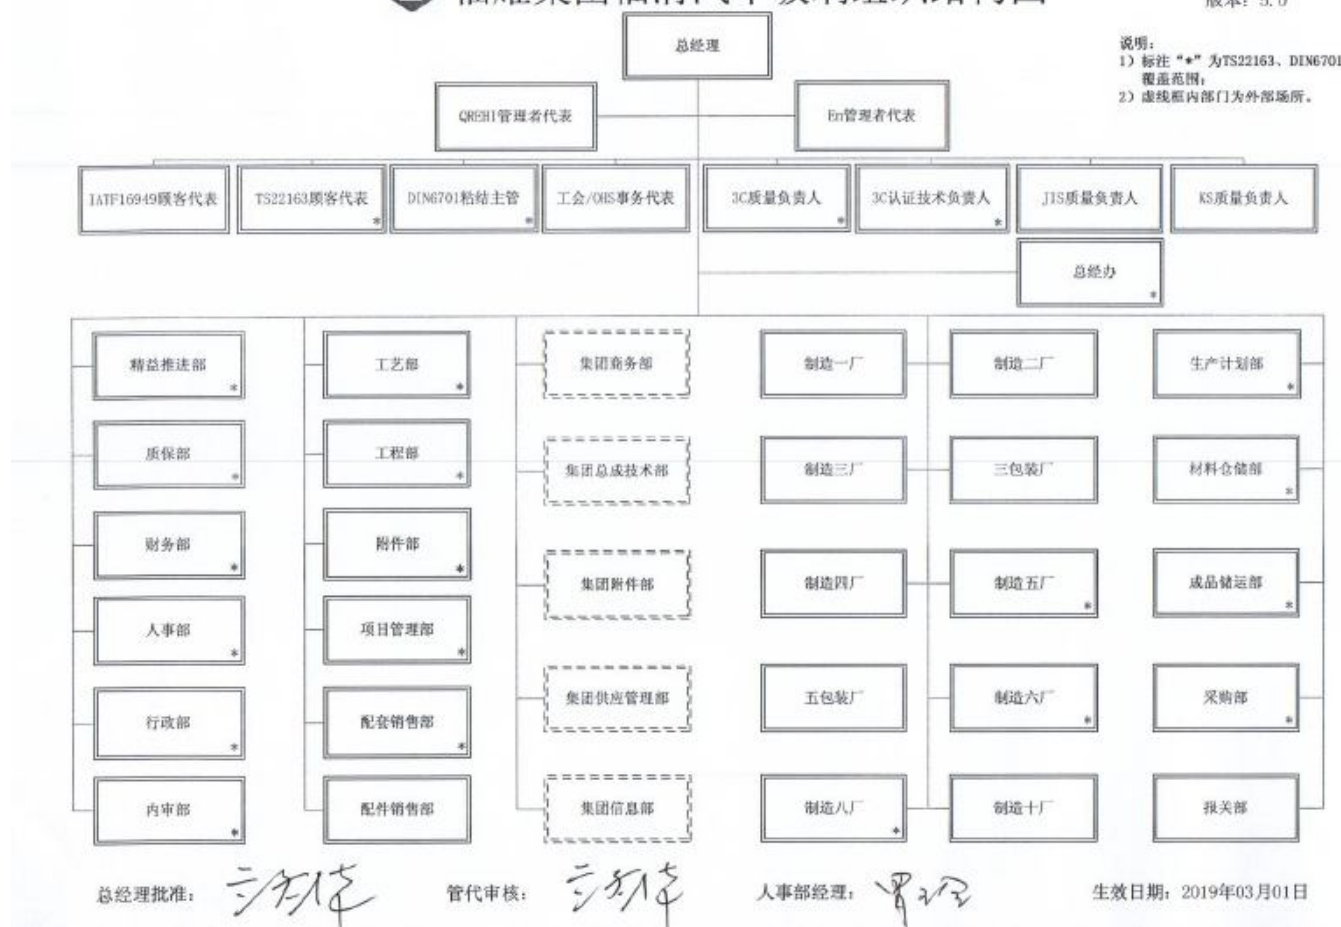 总经理
说明:
1) 标注“*”为TS22163、DIN6701
覆盖范围;
2) 虚线框内部门为外部场所。
QREH1管理者代表
En管理者代表
IATF16949顾客代表
TS22163顾客代表 *
DIN6701粘结主管 *
工会/OHS事务代表
3C质量负责人 *
3C认证技术负责人 *
JIS质量负责人
KS质量负责人
总经办 *
精益推进部 *
工艺部 *
集团商务部
制造一厂
制造二厂
生产计划部 *
质保部 *
工程部 *
集团总成技术部
制造三厂
三包装厂
材料仓储部 *
财务部 *
附件部 *
集团附件部
制造四厂
制造五厂 *
成品储运部 *
人事部 *
项目管理部 *
集团供应管理部
五包装厂
制造六厂 *
采购部 *
行政部 *
配套销售部 *
集团信息部
制造八厂 *
制造十厂
报关部
内审部 *
配件销售部
总经理批准:
管代审核:
人事部经理:
生效日期: 2019年03月01日